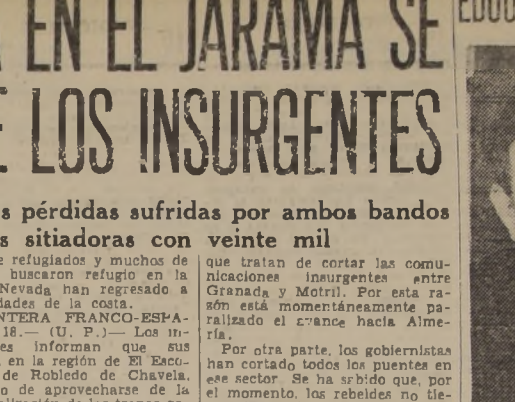 EN EL JARAMA SE
LOS INSURGENTES
pérdidas sufridas por ambos bandos
sitiadoras con veinte mil
refugiados y muchos de
buscaron refugio en la
Nevada han regresado a
de la costa.
FRANCO-ESPA-
18.— (U. P.)— Los in-
informan que sus
en la región de El Esco-
de Robledo de Chavela,
de aprovecharse de la
que tratan de cortar las comu-
nicaciones insurgentes entre
Granada y Motril. Por esta ra-
zón está momentáneamente pa-
ralizado el avance hacia Alme-
ría.
Por otra parte, los gobiernistas
han cortado todos los puentes en
ese sector. Se ha sabido que, por
el momento, los rebeldes no tie-